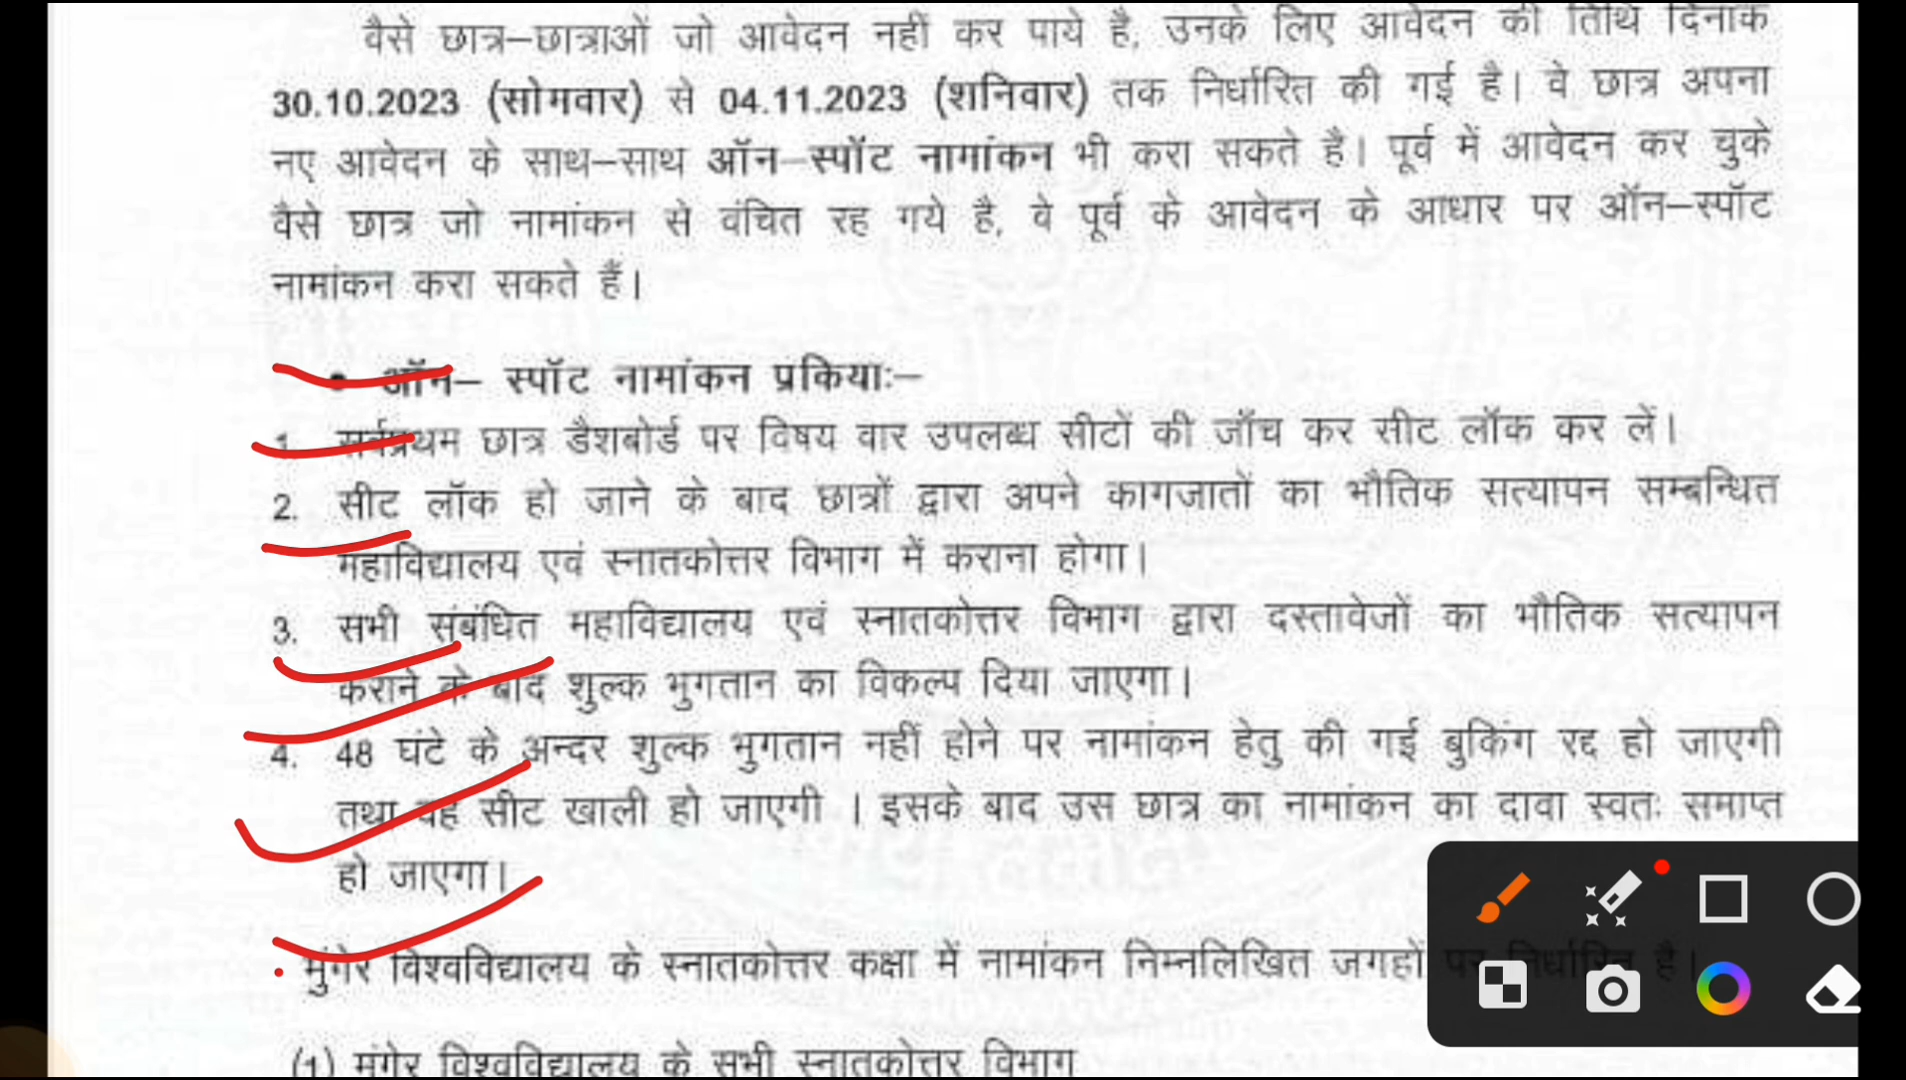 वैसे छात्र–छात्राओं जो आवेदन नहीं कर पाये है, उनके लिए आवेदन की तिथि दिनांक
30.10.2023 (सोमवार) से 04.11.2023 (शनिवार) तक निर्धारित की गई है। वे छात्र अपना
नए आवेदन के साथ–साथ ऑन–स्पॉट नामांकन भी करा सकते है। पूर्व में आवेदन कर चुके
वैसे छात्र जो नामांकन से वंचित रह गये है, वे पूर्व के आवेदन के आधार पर ऑन–स्पॉट
नामांकन करा सकते हैं।
• ऑन– स्पॉट नामांकन प्रकियाः–
1. सर्वप्रथम छात्र डैशबोर्ड पर विषय वार उपलब्ध सीटों की जाँच कर सीट लॉक कर लें।
2. सीट लॉक हो जाने के बाद छात्रों द्वारा अपने कागजातों का भौतिक सत्यापन सम्बन्धित
महाविद्यालय एवं स्नातकोत्तर विभाग में कराना होगा।
3. सभी संबंधित महाविद्यालय एवं स्नातकोत्तर विभाग द्वारा दस्तावेजों का भौतिक सत्यापन
कराने के बाद शुल्क भुगतान का विकल्प दिया जाएगा।
4. 48 घंटे के अन्दर शुल्क भुगतान नहीं होने पर नामांकन हेतु की गई बुकिंग रद्द हो जाएगी
तथा वह सीट खाली हो जाएगी । इसके बाद उस छात्र का नामांकन का दावा स्वतः समाप्त
हो जाएगा।
मुंगेर विश्वविद्यालय के स्नातकोत्तर कक्षा में नामांकन निम्नलिखित जगहों पर निर्धारित है।
(1) मुंगेर विश्वविद्यालय के सभी स्नातकोत्तर विभाग